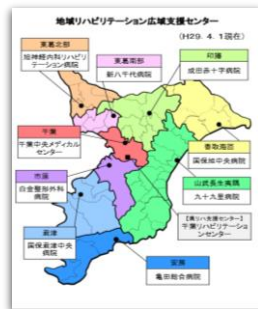 地域リハビリテーション広域支援センター
(H29.4.1現在)
東葛北部
旭神経内科リハビリ
テーション病院
東葛南部
新八千代病院
印旛
成田赤十字病院
千葉
千葉中央メディカル
センター
市原
白金整形外科
病院
香取海匝
国保旭中央病院
山武長生夷隅
九十九里病院
【県リハ支援センター】
千葉リハビリテーショ
ンセンター
君津
国保君津中央
病院
安房
亀田総合病院